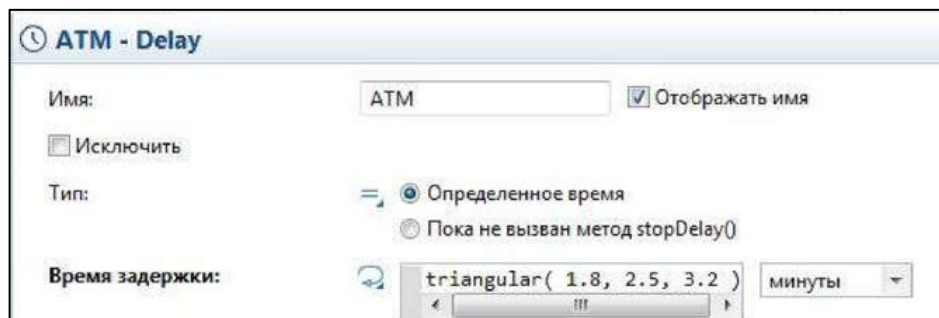 ATM - Delay
Имя: ATM Отображать имя
Исключить
Тип: Определенное время
Пока не вызван метод stopDelay()
Время задержки: triangular( 1.8, 2.5, 3.2 ) минуты